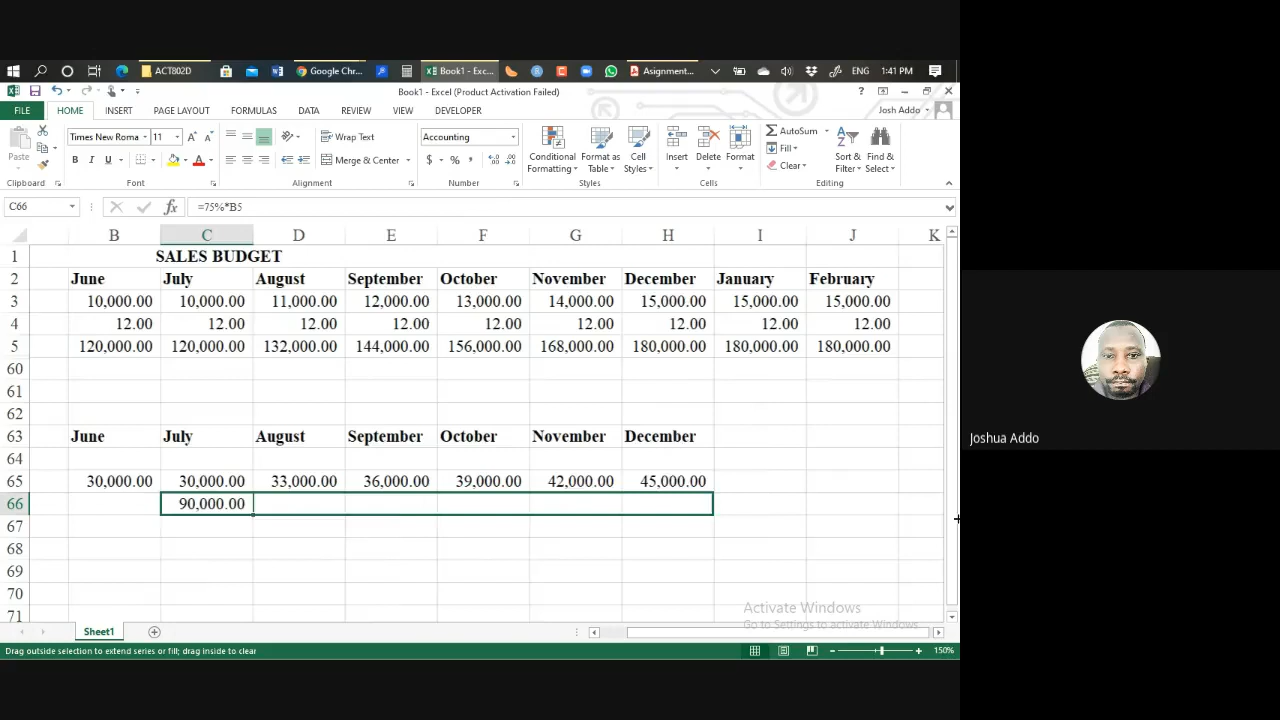 ACT802D
Google Chr...
Book1 - Exc...
Asignment...
ENG
1:41 PM
Book1 - Excel (Product Activation Failed)
FILE HOME INSERT PAGE LAYOUT FORMULAS DATA REVIEW VIEW DEVELOPER
Josh Addo
Paste
Times New Roma 11
Wrap Text
Merge & Center
Accounting
Conditional Formatting
Format as Table
Cell Styles
Insert
Delete
Format
AutoSum
Fill
Clear
Sort & Filter
Find & Select
Clipboard Font Alignment Number Styles Cells Editing
C66 =75%*B5
B C D E F G H I J K
1 SALES BUDGET
2 June July August September October November December January February
3 10,000.00 10,000.00 11,000.00 12,000.00 13,000.00 14,000.00 15,000.00 15,000.00 15,000.00
4 12.00 12.00 12.00 12.00 12.00 12.00 12.00 12.00 12.00
5 120,000.00 120,000.00 132,000.00 144,000.00 156,000.00 168,000.00 180,000.00 180,000.00 180,000.00
60
61
62
63 June July August September October November December
64
65 30,000.00 30,000.00 33,000.00 36,000.00 39,000.00 42,000.00 45,000.00
66 90,000.00
67
68
69
70
71
Activate Windows
Go to Settings to activate Windows.
Sheet1
Drag outside selection to extend series or fill; drag inside to clear
150%
Joshua Addo